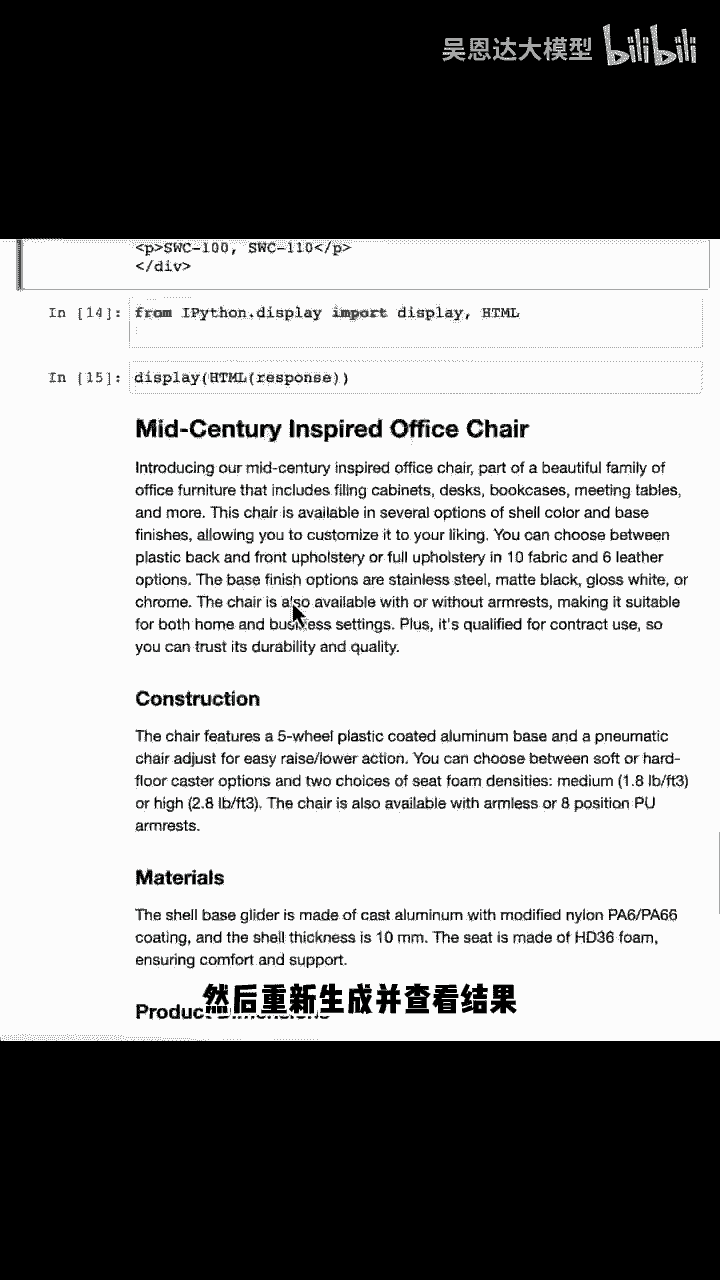 吴恩达大模型 bilibili
<p>SWC-100, SWC-110</p>
</div>
In [14]: from IPython.display import display, HTML
In [15]: display(HTML(response))
Mid-Century Inspired Office Chair
Introducing our mid-century inspired office chair, part of a beautiful family of
office furniture that includes filing cabinets, desks, bookcases, meeting tables,
and more. This chair is available in several options of shell color and base
finishes, allowing you to customize it to your liking. You can choose between
plastic back and front upholstery or full upholstery in 10 fabric and 6 leather
options. The base finish options are stainless steel, matte black, gloss white, or
chrome. The chair is also available with or without armrests, making it suitable
for both home and business settings. Plus, it's qualified for contract use, so
you can trust its durability and quality.
Construction
The chair features a 5-wheel plastic coated aluminum base and a pneumatic
chair adjust for easy raise/lower action. You can choose between soft or hard-
floor caster options and two choices of seat foam densities: medium (1.8 lb/ft3)
or high (2.8 lb/ft3). The chair is also available with armless or 8 position PU
armrests.
Materials
The shell base glider is made of cast aluminum with modified nylon PA6/PA66
coating, and the shell thickness is 10 mm. The seat is made of HD36 foam,
ensuring comfort and support.
Product Dimensions
然后重新生成并查看结果